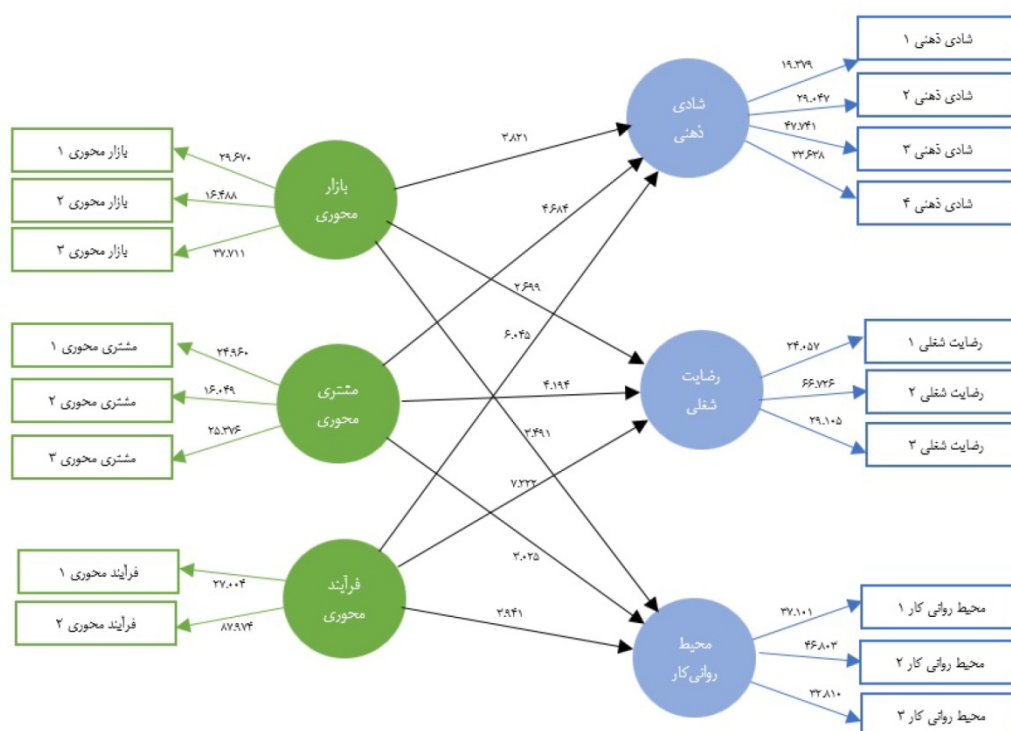 شادی ذهنی ۱
۱۹.۳۷۹
شادی
ذهنی
شادی ذهنی ۲
۲۹.۰۴۷
شادی ذهنی ۳
۴۷.۷۴۱
شادی ذهنی ۴
۳۳.۶۳۸
بازار محوری ۱
۲۹.۶۷۰
بازار محوری ۲
۱۶.۴۸۸
بازار محوری ۳
۳۷.۷۱۱
بازار
محوری
۳.۸۲۱
۴.۶۸۴
۲.۶۹۹
۶.۰۴۵
مشتری محوری ۱
۲۴.۹۶۰
مشتری محوری ۲
۱۶.۰۴۹
مشتری محوری ۳
۲۵.۳۷۶
مشتری
محوری
۴.۱۹۴
۳.۴۹۱
۷.۲۲۲
۳.۰۲۵
رضایت
شغلی
رضایت شغلی ۱
۲۴.۰۵۷
رضایت شغلی ۲
۶۶.۷۲۶
رضایت شغلی ۳
۲۹.۱۰۵
فرآیند محوری ۱
۲۷.۰۰۴
فرآیند محوری ۲
۸۷.۹۷۴
فرآیند
محوری
۳.۹۴۱
محیط
روانی‌کار
محیط روانی کار ۱
۳۷.۱۰۱
محیط روانی کار ۲
۴۶.۸۰۳
محیط روانی کار ۳
۳۲.۸۱۰